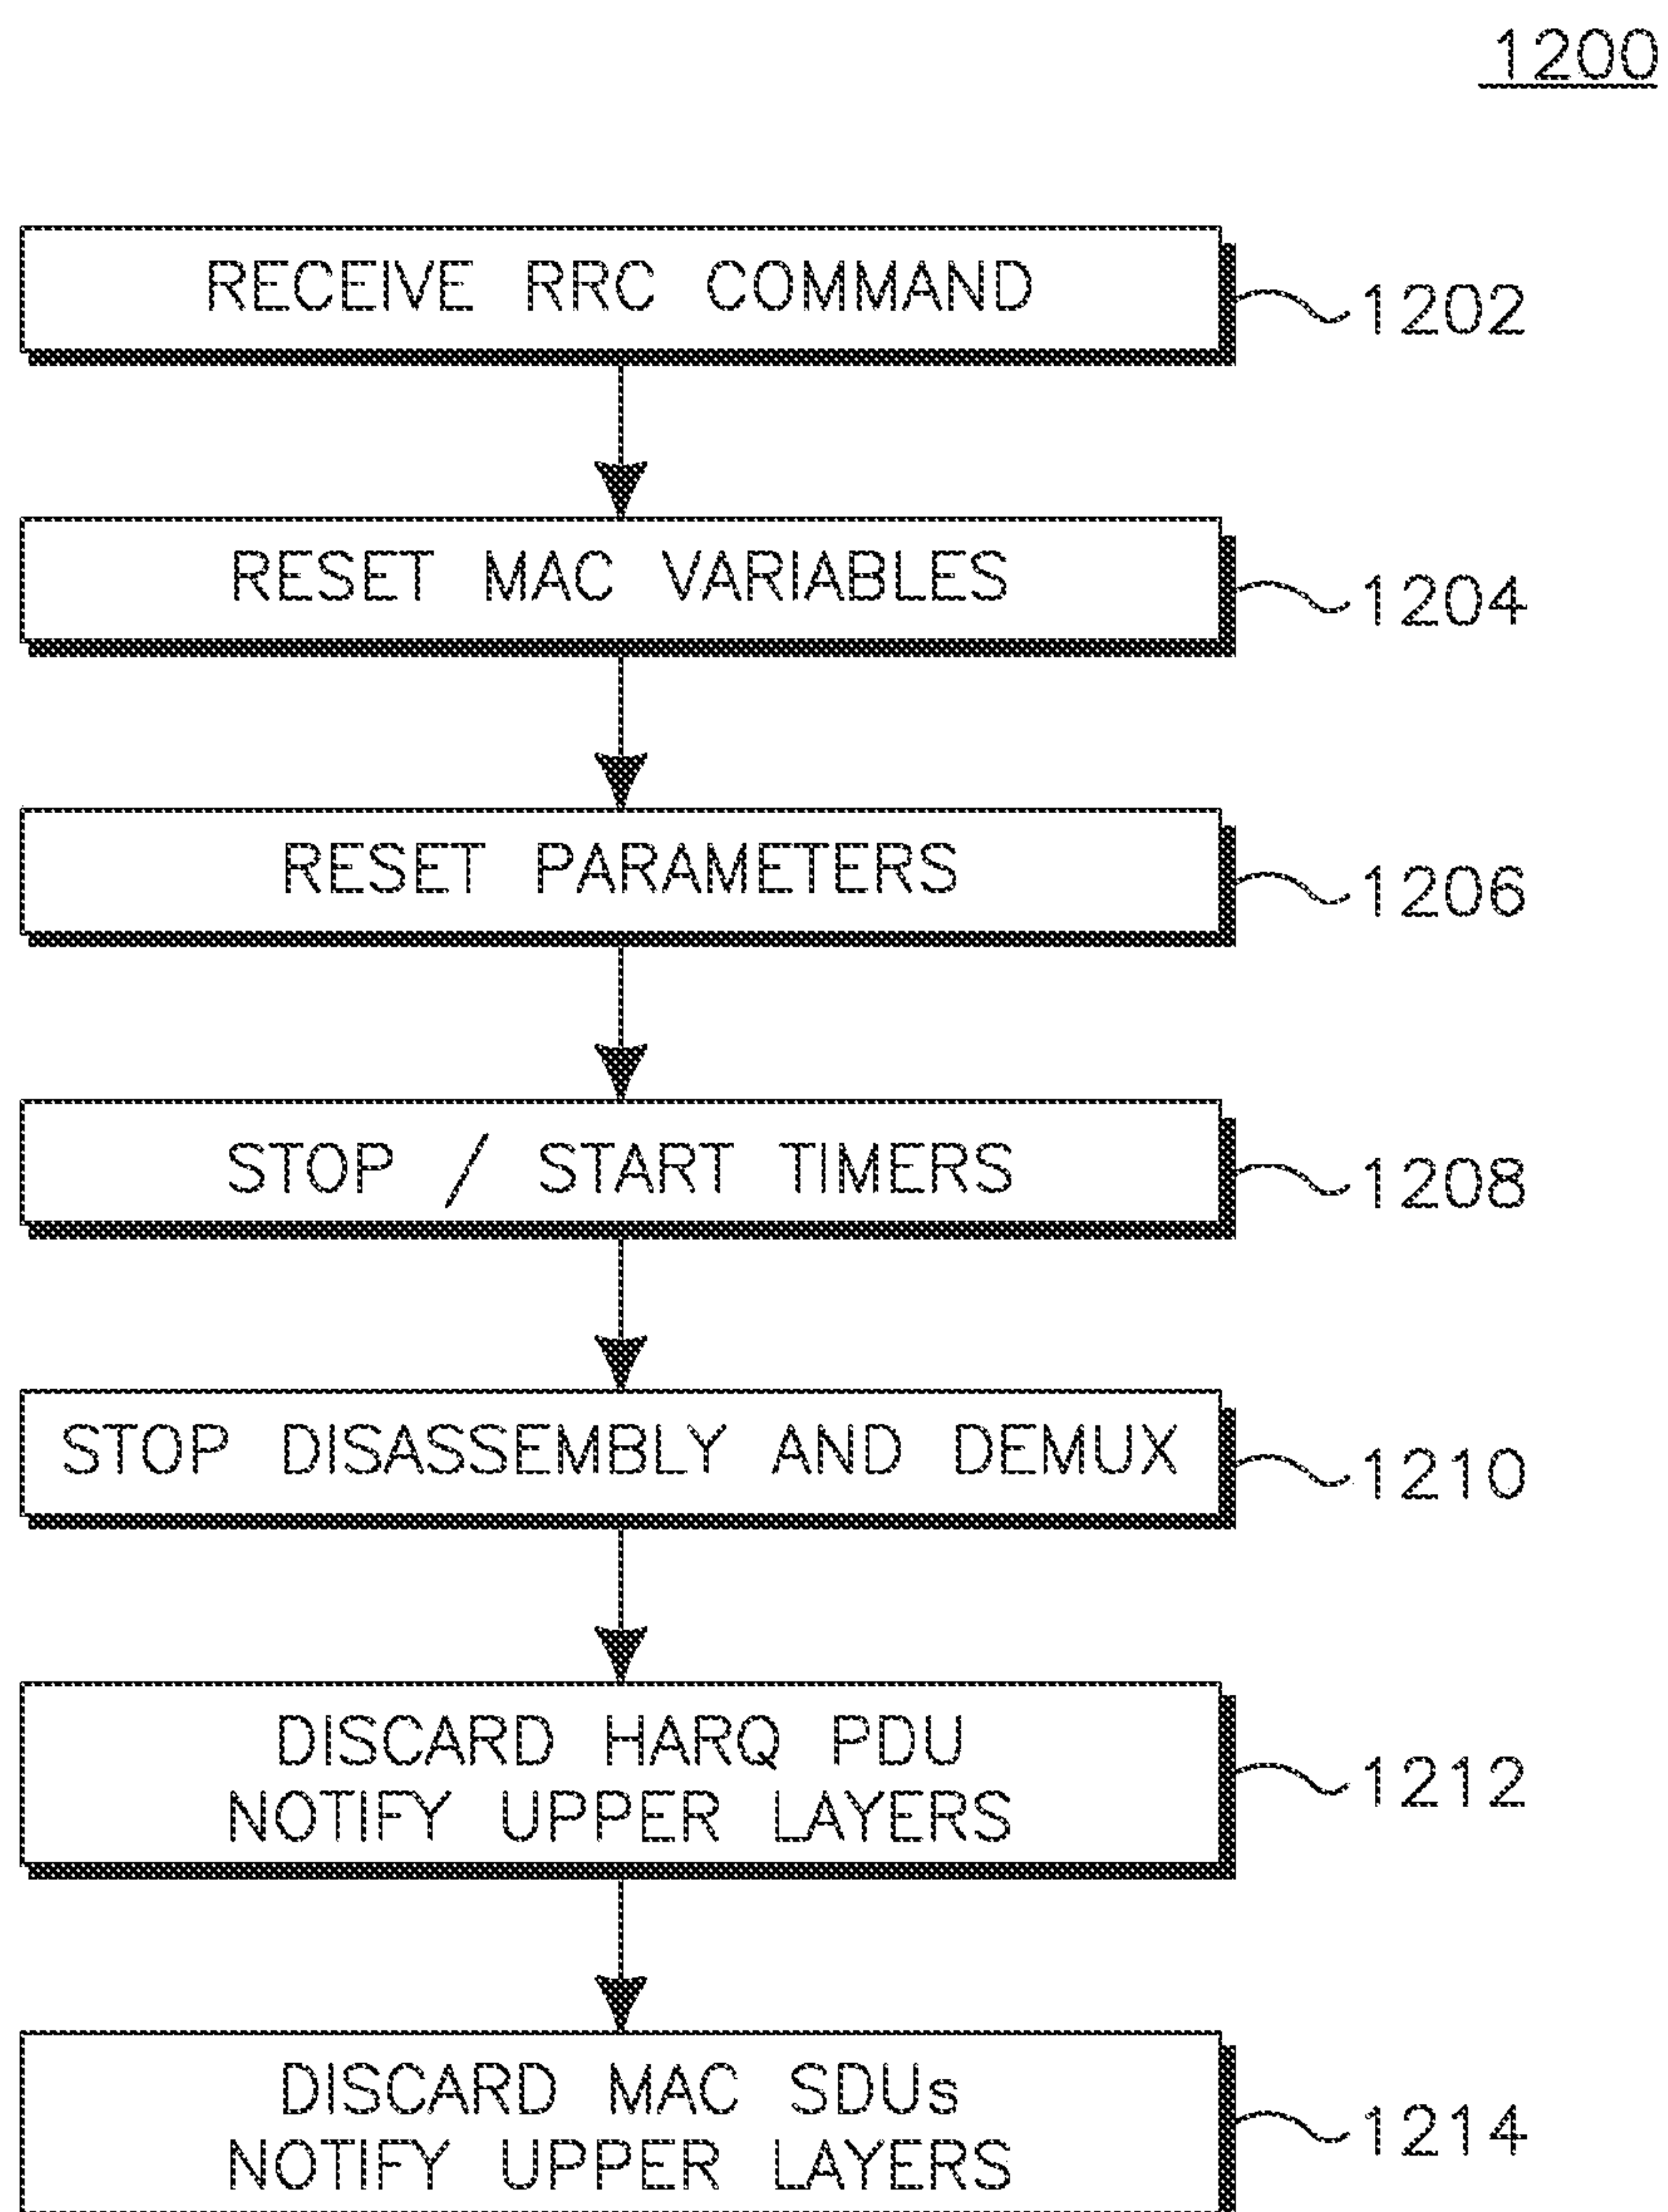 1200
RECEIVE RRC COMMAND
1202
RESET MAC VARIABLES
1204
RESET PARAMETERS
1206
STOP / START TIMERS
1208
STOP DISASSEMBLY AND DEMUX
1210
DISCARD HARQ PDU
NOTIFY UPPER LAYERS
1212
DISCARD MAC SDUs
NOTIFY UPPER LAYERS
1214